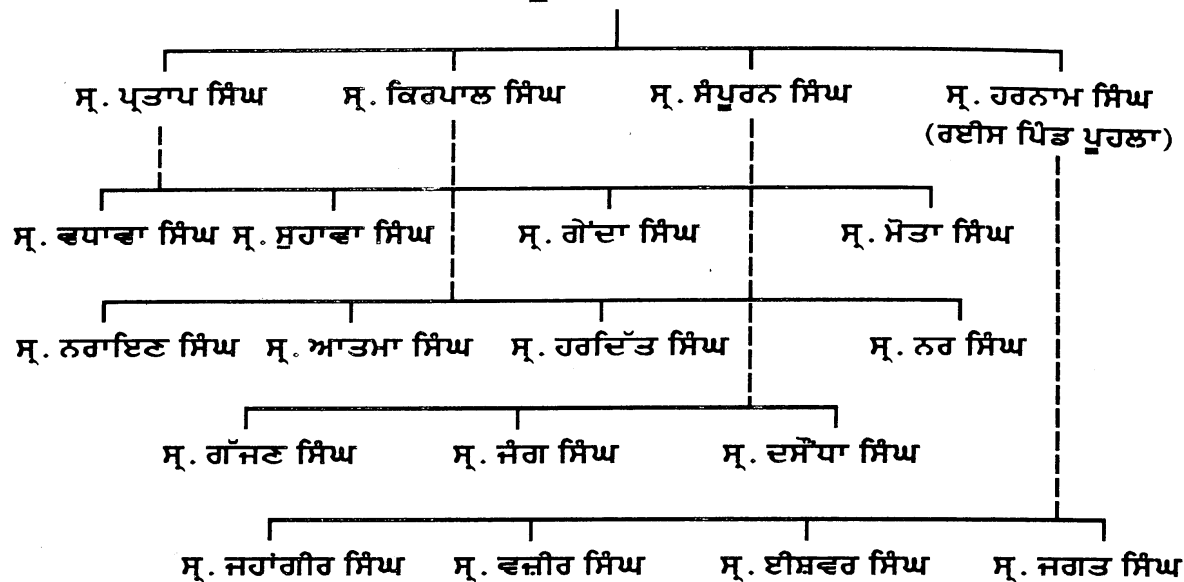 ਸ੍ਰ. ਪ੍ਰਤਾਪ ਸਿੰਘ ਸ੍ਰ. ਕਿਰਪਾਲ ਸਿੰਘ ਸ੍ਰ. ਸੰਪੂਰਨ ਸਿੰਘ ਸ੍ਰ. ਹਰਨਾਮ ਸਿੰਘ
(ਰਈਸ ਪਿੰਡ ਪੂਹਲਾ)
ਸ੍ਰ. ਵਧਾਵਾ ਸਿੰਘ ਸ੍ਰ. ਸੁਹਾਵਾ ਸਿੰਘ ਸ੍ਰ. ਗੇਂਦਾ ਸਿੰਘ ਸ੍ਰ. ਮੋਤਾ ਸਿੰਘ
ਸ੍ਰ. ਨਰਾਇਣ ਸਿੰਘ ਸ੍ਰ. ਆਤਮਾ ਸਿੰਘ ਸ੍ਰ. ਹਰਦਿੱਤ ਸਿੰਘ ਸ੍ਰ. ਨਰ ਸਿੰਘ
ਸ੍ਰ. ਗੱਜਣ ਸਿੰਘ ਸ੍ਰ. ਜੰਗ ਸਿੰਘ ਸ੍ਰ. ਦਸੌਂਧਾ ਸਿੰਘ
ਸ੍ਰ. ਜਹਾਂਗੀਰ ਸਿੰਘ ਸ੍ਰ. ਵਜ਼ੀਰ ਸਿੰਘ ਸ੍ਰ. ਈਸ਼ਵਰ ਸਿੰਘ ਸ੍ਰ. ਜਗਤ ਸਿੰਘ